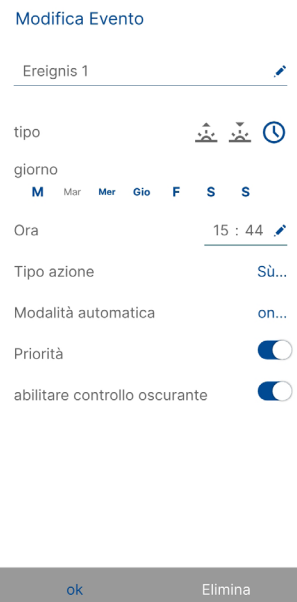 Modifica Evento
Ereignis 1
tipo
giorno
M Mar Mer Gio F S S
Ora 15 : 44
Tipo azione Sù...
Modalità automatica on...
Priorità
abilitare controllo oscurante
ok Elimina